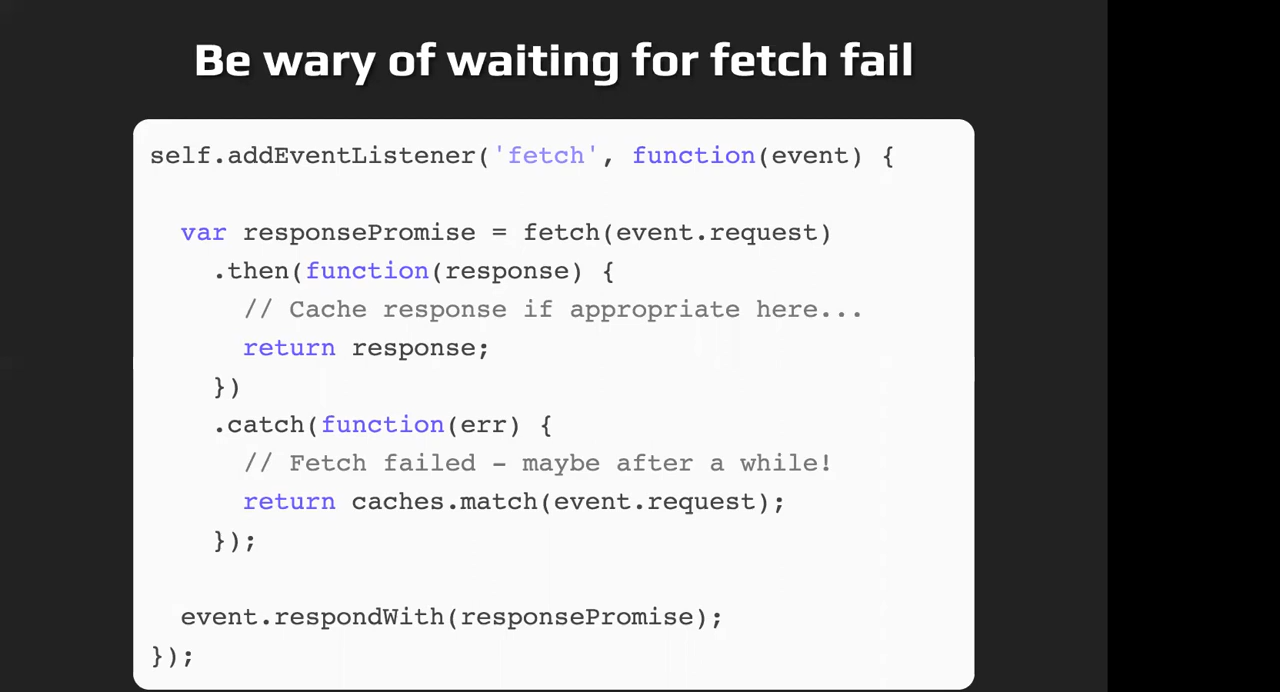 Be wary of waiting for fetch fail
self.addEventListener('fetch', function(event) {
  var responsePromise = fetch(event.request)
    .then(function(response) {
      // Cache response if appropriate here...
      return response;
    })
    .catch(function(err) {
      // Fetch failed – maybe after a while!
      return caches.match(event.request);
    });
  event.respondWith(responsePromise);
});